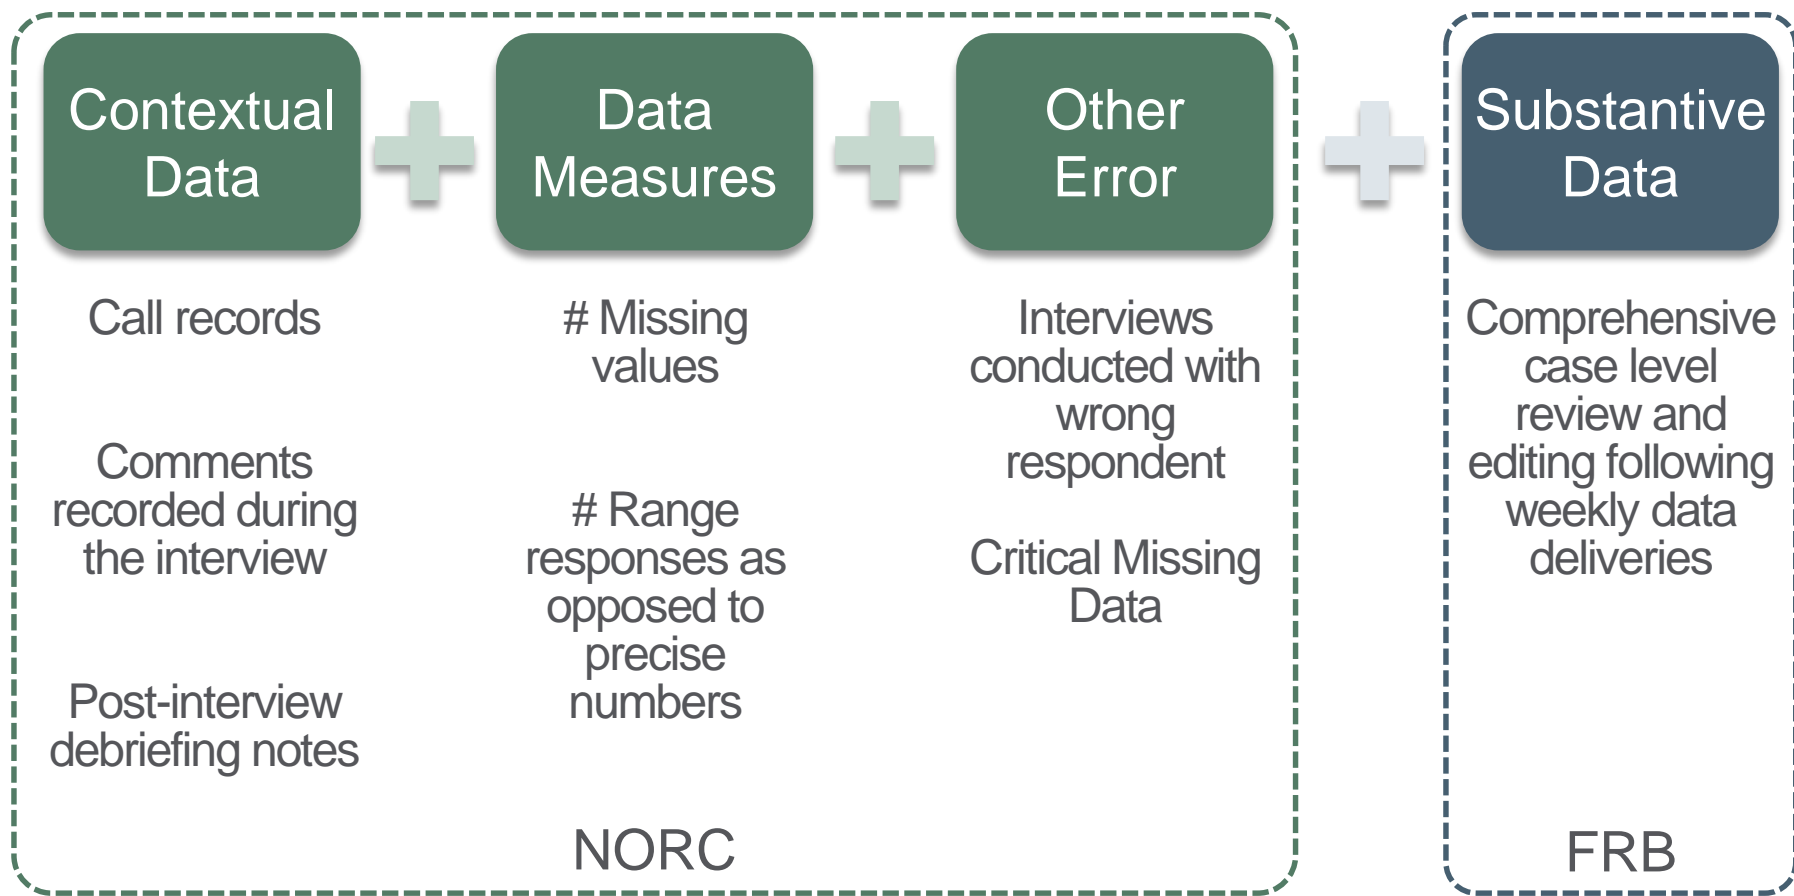 Contextual
Data
Data
Measures
Other
Error
Substantive
Data
Call records
Comments
recorded during
the interview
Post-interview
debriefing notes
# Missing
values
# Range
responses as
opposed to
precise
numbers
Interviews
conducted with
wrong
respondent
Critical Missing
Data
Comprehensive
case level
review and
editing following
weekly data
deliveries
NORC
FRB